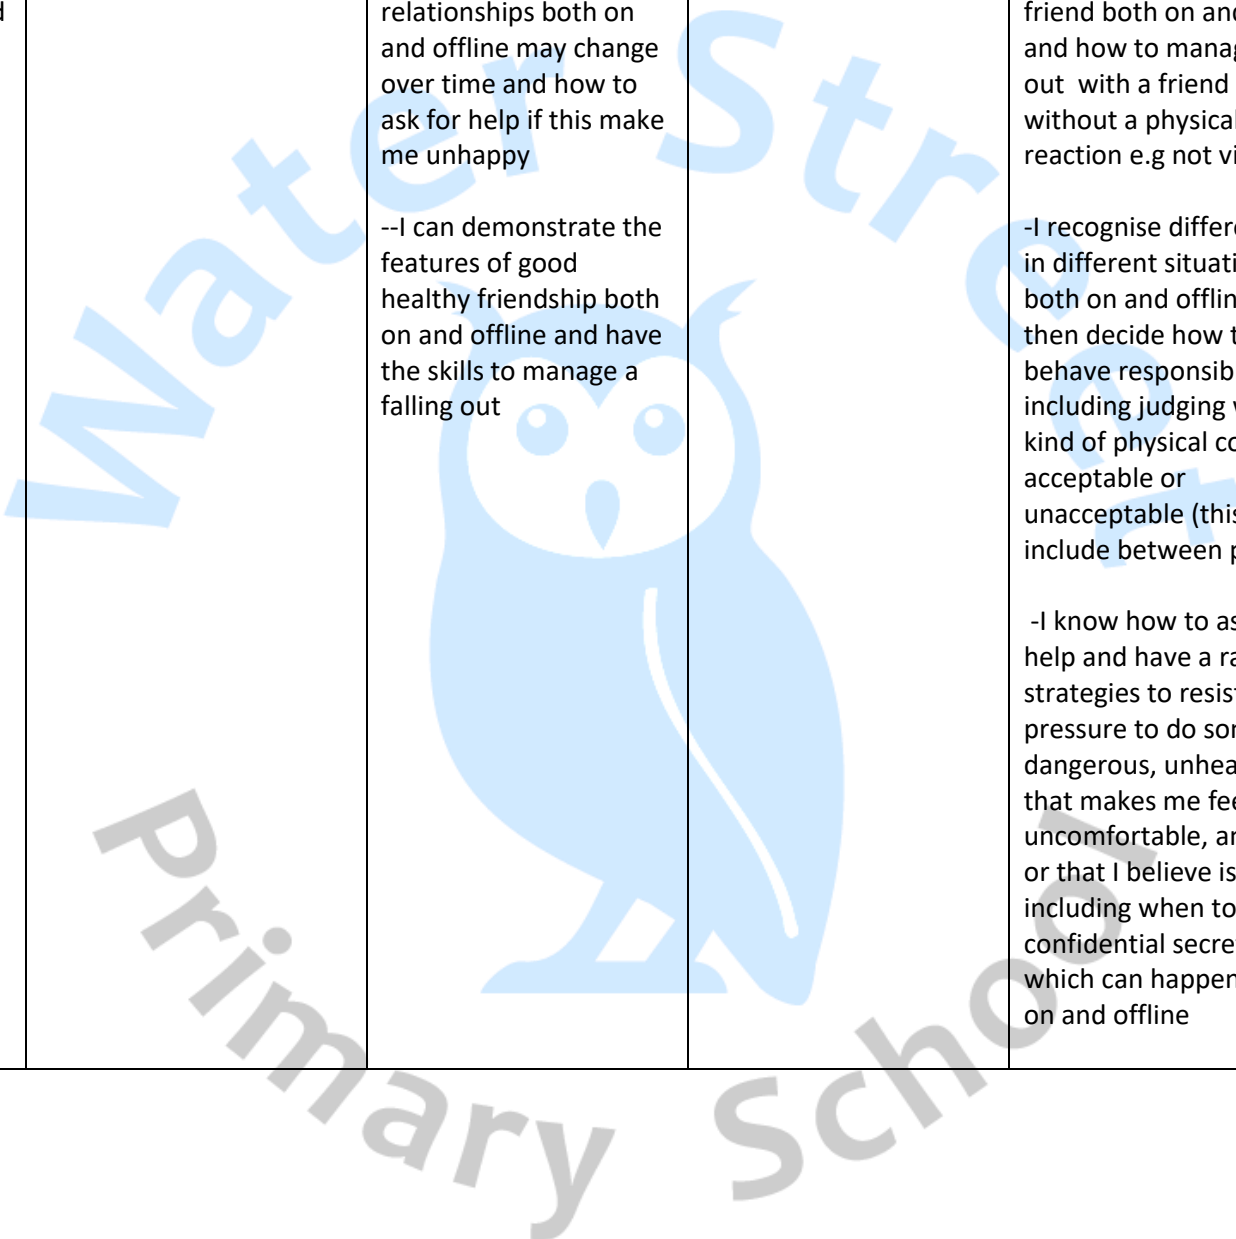 relationships both on
and offline may change
over time and how to
ask for help if this make
me unhappy
--I can demonstrate the
features of good
healthy friendship both
on and offline and have
the skills to manage a
falling out
friend both on
and how to
out with a friend
without a physical
reaction e.g not
-I recognise
in different
both on and
then decide how
behave
including judging
kind of physical
acceptable or
unacceptable
include between
-I know how to
help and have a
strategies to
pressure to do
dangerous,
that makes me
uncomfortable,
or that I believe is
including when to
confidential
which can happen
on and offline
Water Street
Primary School